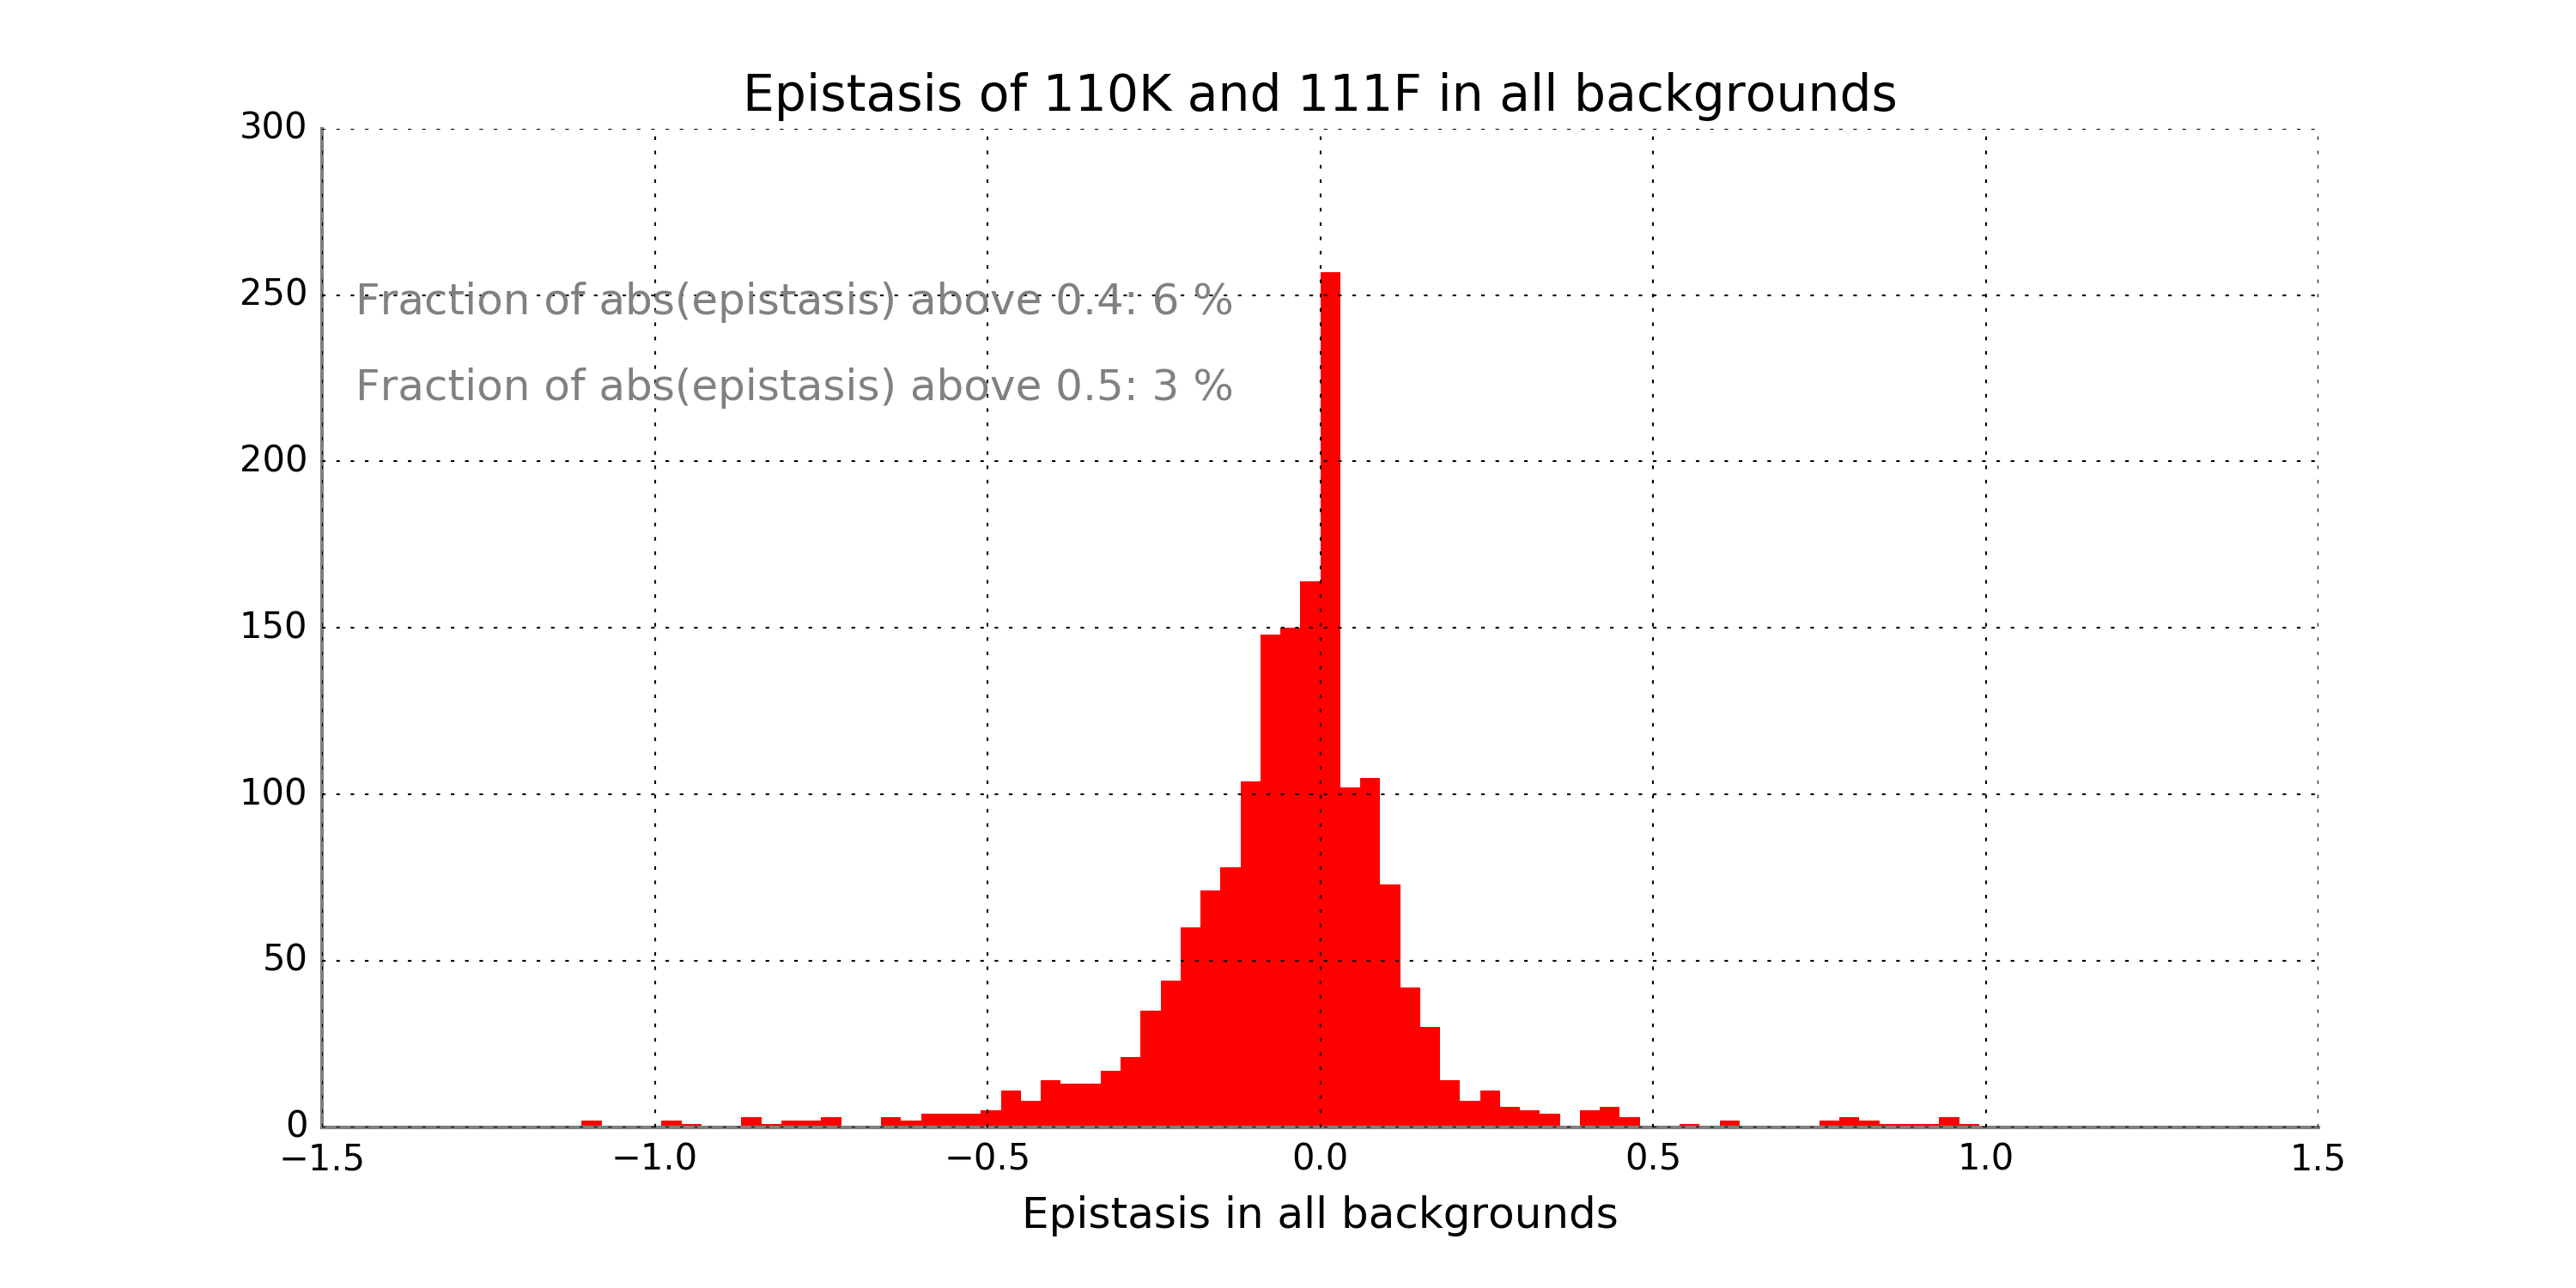 Epistasis of 110K and 111F in all backgrounds
300
250
Fraction of abs(epistasis) above 0.4: 6 %
Fraction of abs(epistasis) above 0.5: 3 %
200
150
100
50
0
−1.5 −1.0 −0.5 0.0 0.5 1.0 1.5
Epistasis in all backgrounds